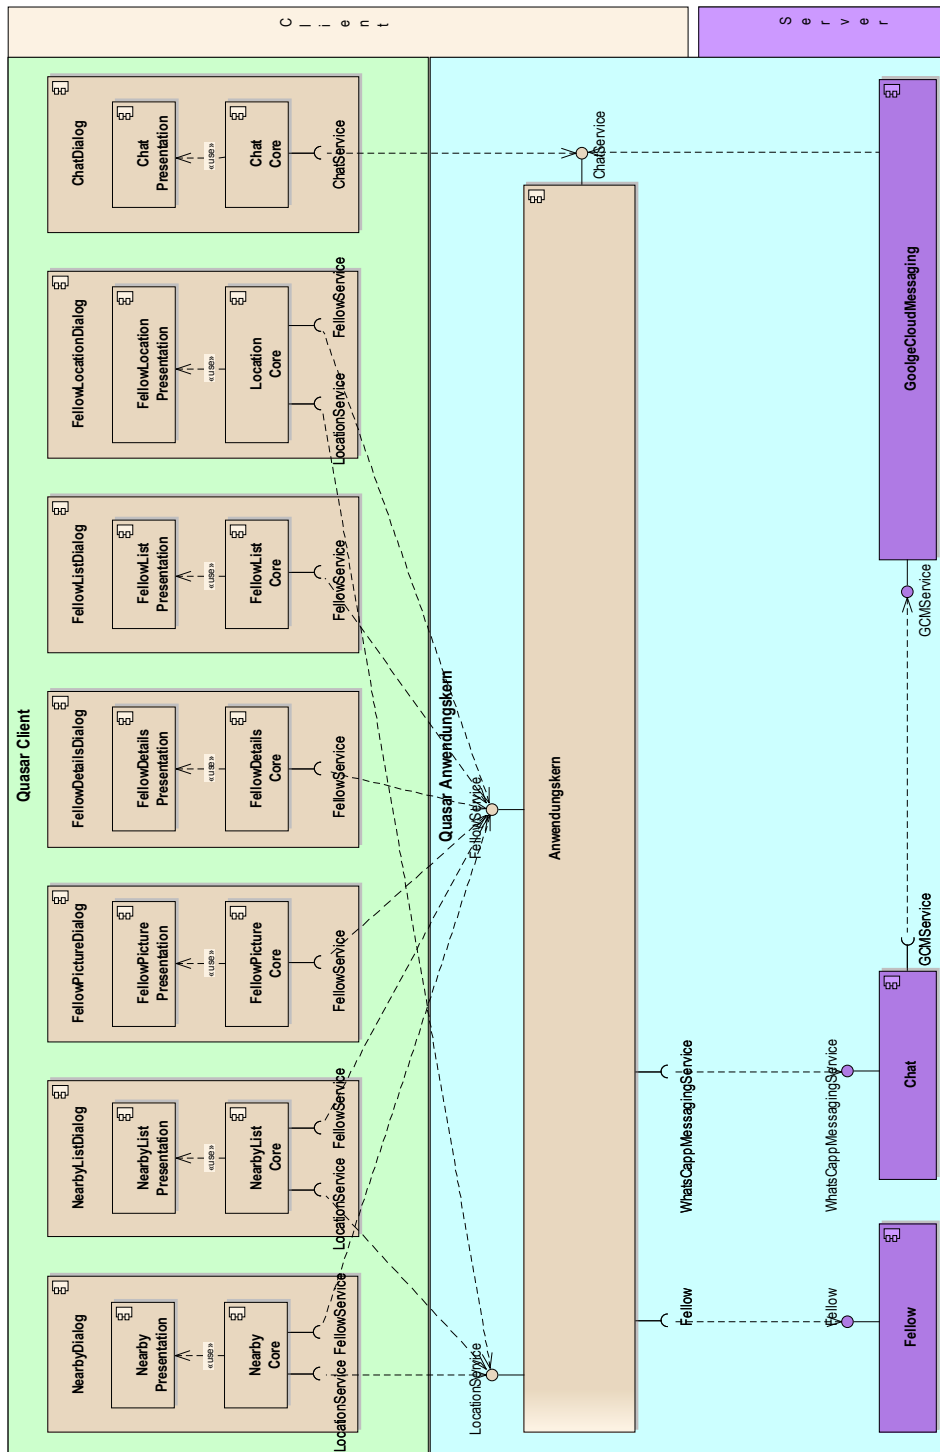 Client
Server
Quasar Client
ChatDialog
Chat
Presentation
«use»
Chat
Core
ChatService
FellowLocationDialog
FellowLocation
Presentation
«use»
Location
Core
FellowService
LocationService
FellowListDialog
FellowList
Presentation
«use»
FellowList
Core
FellowService
FellowDetailsDialog
FellowDetails
Presentation
«use»
FellowDetails
Core
FellowService
FellowPictureDialog
FellowPicture
Presentation
«use»
FellowPicture
Core
FellowService
NearbyListDialog
NearbyList
Presentation
«use»
NearbyList
Core
FellowService
LocationService
NearbyDialog
Nearby
Presentation
«use»
Nearby
Core
FellowService
LocationService
Quasar Anwendungskern
ChatService
FellowService
LocationService
Anwendungskern
WhatsCappMessagingService
Fellow
WhatsCappMessagingService
Fellow
GoolgeCloudMessaging
GCMService
GCMService
Chat
Fellow